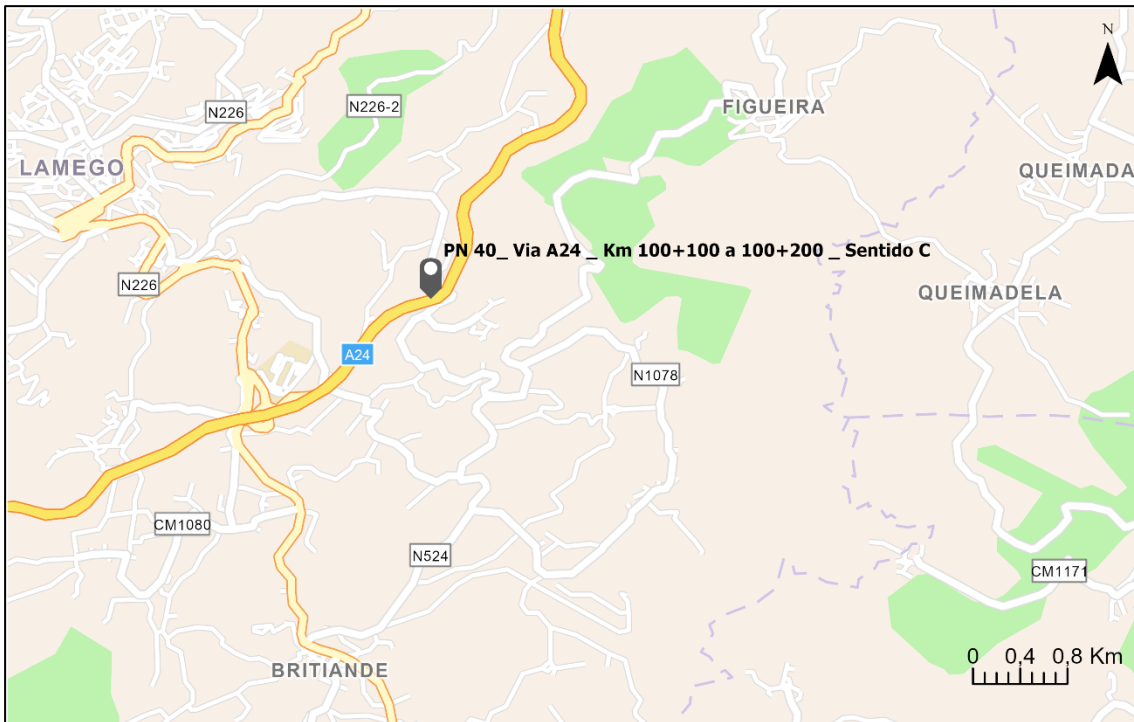 N
N226-2
N226
FIGUEIRA
LAMEGO
QUEIMADA
PN 40_ Via A24 _ Km 100+100 a 100+200 _ Sentido C
N226
QUEIMADELA
A24
N1078
CM1080
N524
CM1171
BRITIANDE
0 0,4 0,8 Km